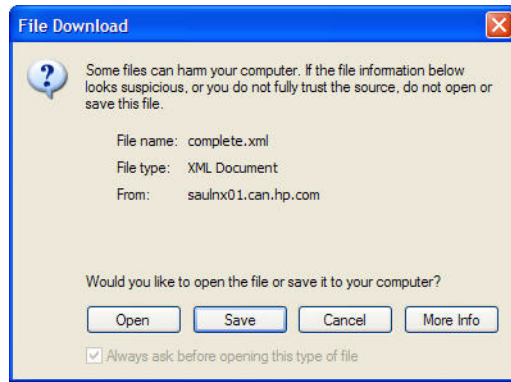 File Download
Some files can harm your computer. If the file information below
looks suspicious, or you do not fully trust the source, do not open or
save this file.
File name: complete.xml
File type: XML Document
From: saulnx01.can.hp.com
Would you like to open the file or save it to your computer?
Open Save Cancel More Info
Always ask before opening this type of file